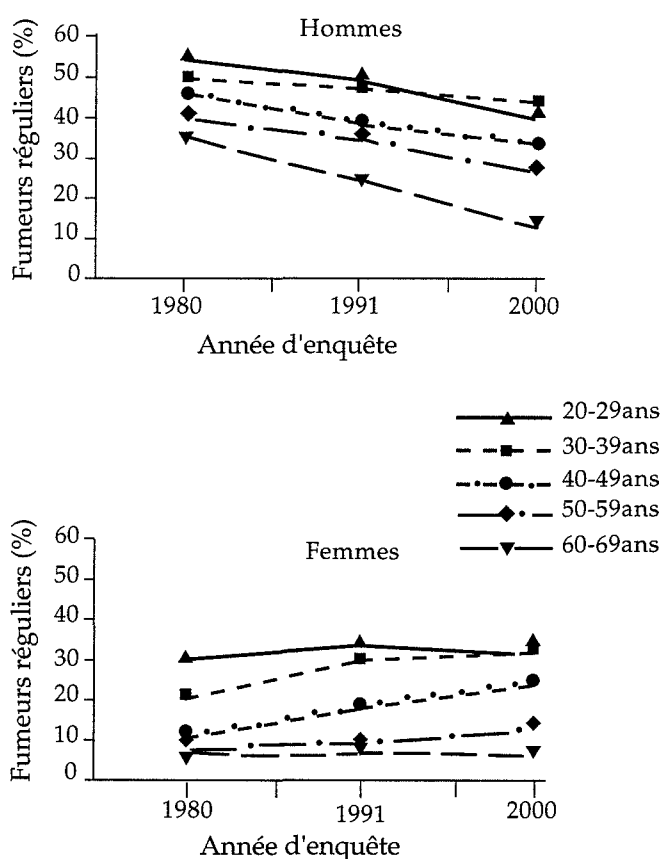 Hommes
Fumeurs réguliers (%)
60
50
40
30
20
10
0
1980 1991 2000
Année d'enquête
20-29ans
30-39ans
40-49ans
50-59ans
60-69ans
Femmes
Fumeurs réguliers (%)
60
50
40
30
20
10
0
1980 1991 2000
Année d'enquête